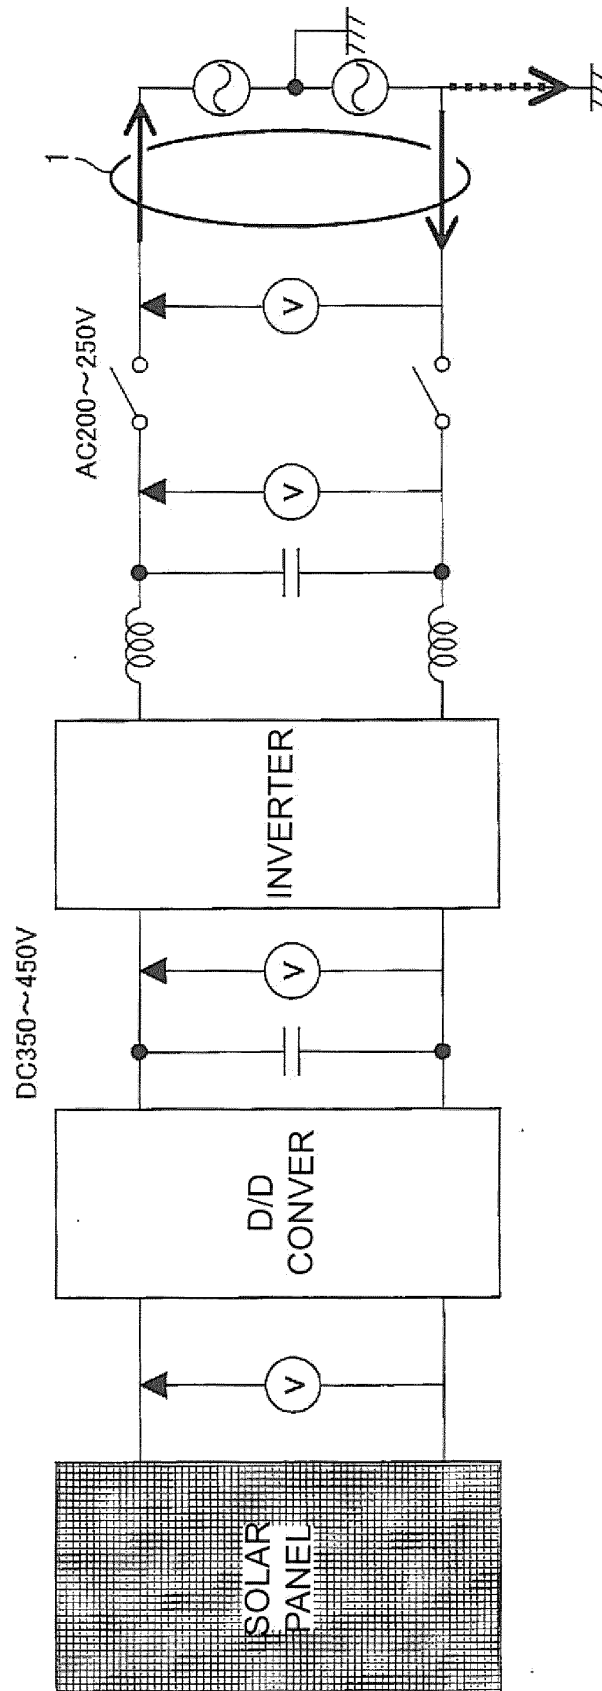 SOLAR
PANEL
V
D/D
CONVER
DC350～450V
V
INVERTER
V
AC200～250V
V
1